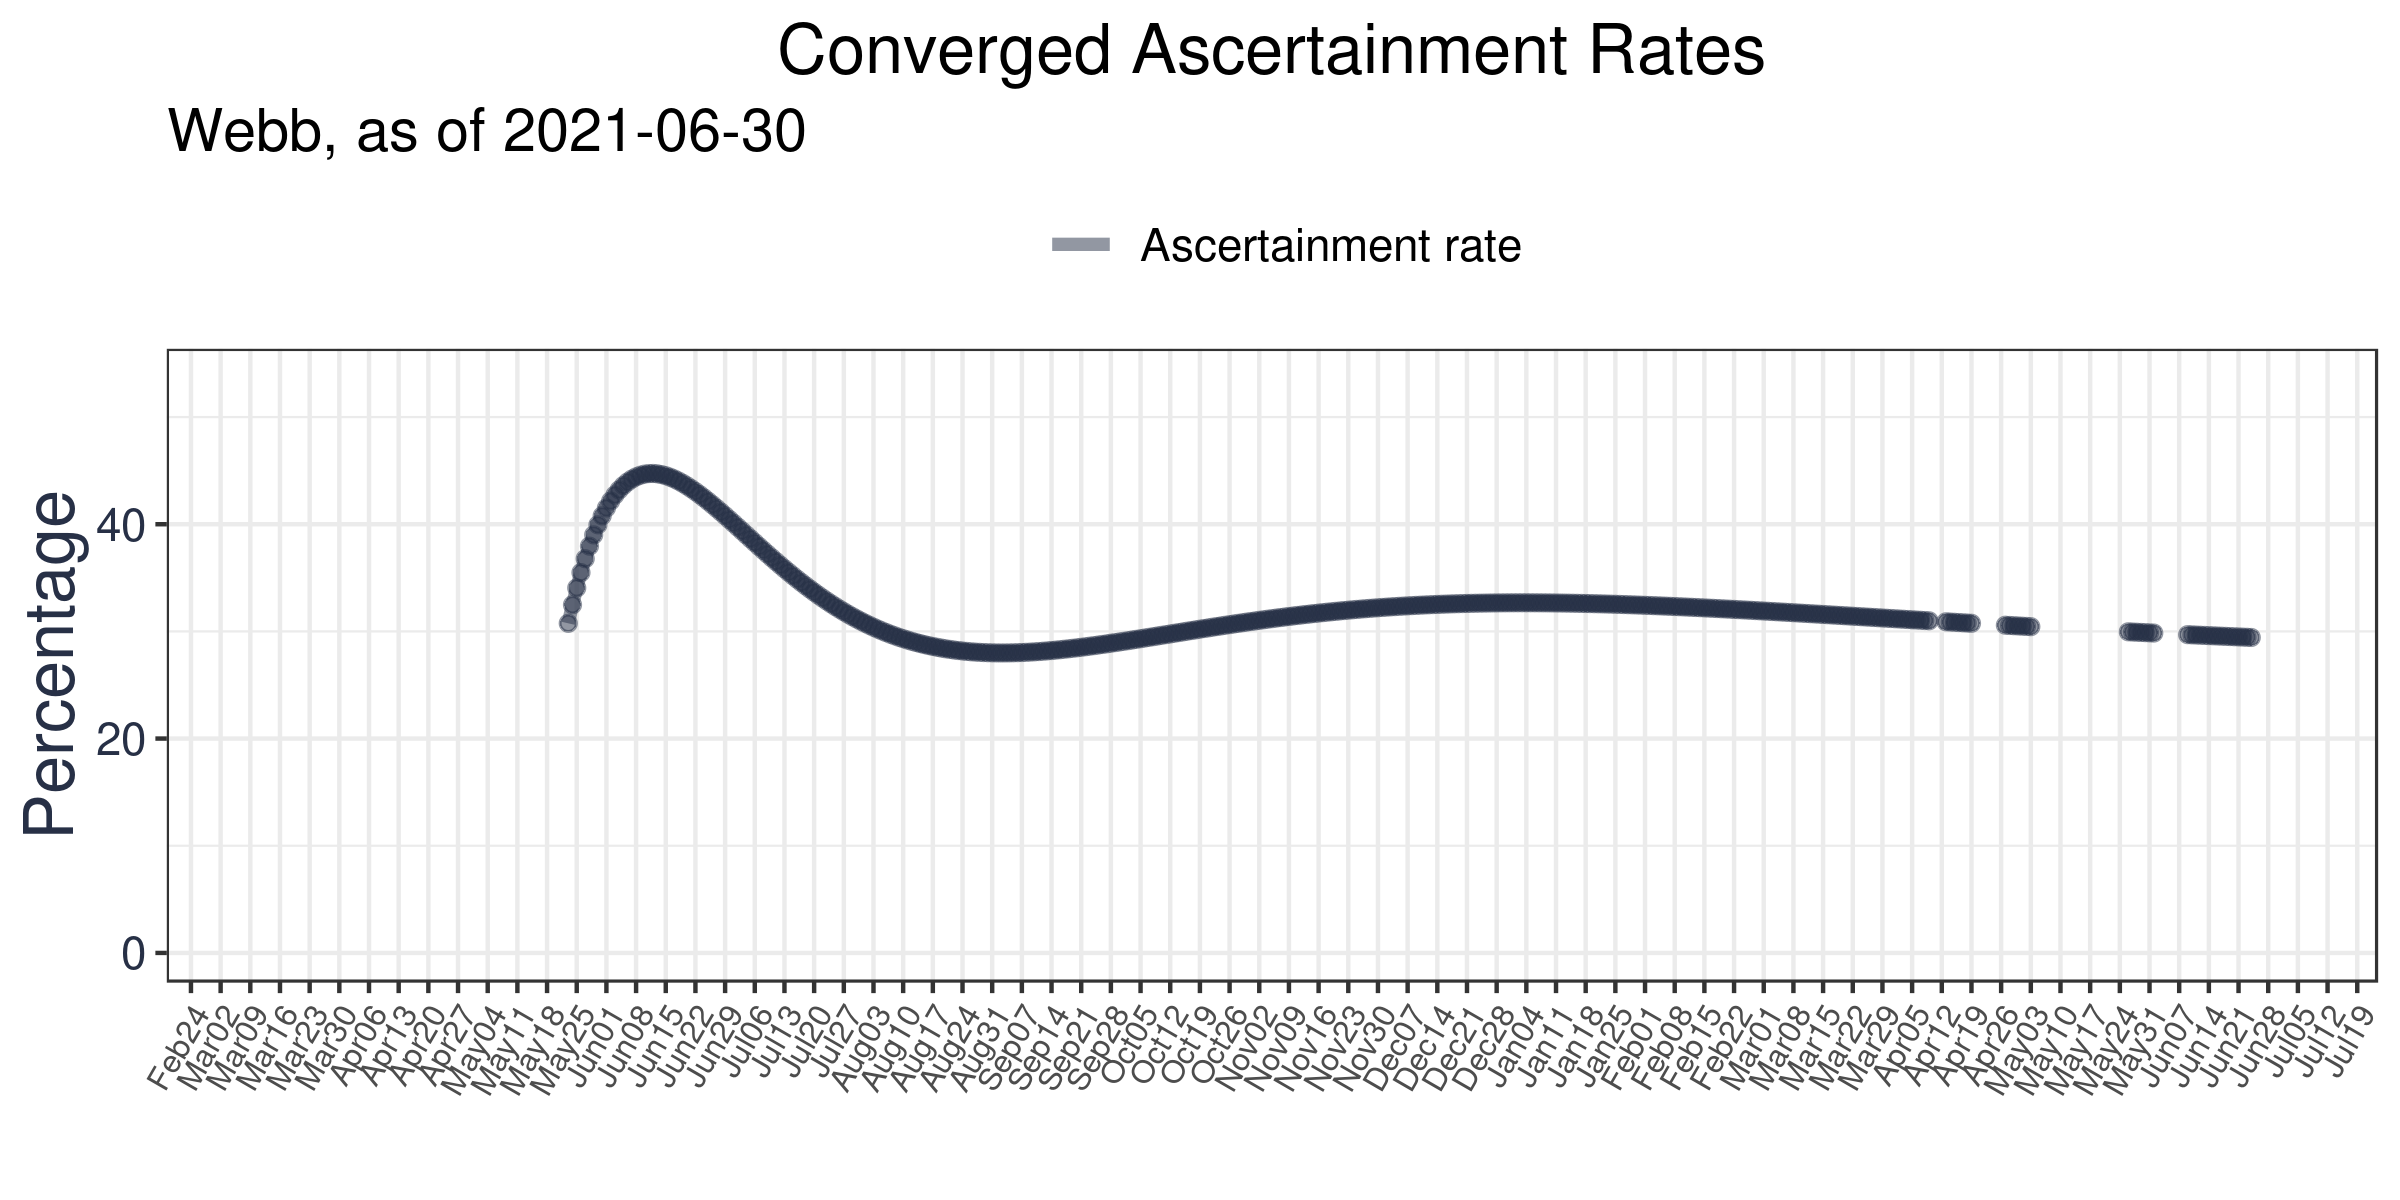 Converged Ascertainment Rates
Webb, as of 2021-06-30
Ascertainment rate
Percentage
40
20
0
Feb24
Mar02
Mar09
Mar16
Mar23
Mar30
Apr06
Apr13
Apr20
Apr27
May04
May11
May18
May25
Jun01
Jun08
Jun15
Jun22
Jun29
Jul06
Jul13
Jul20
Jul27
Aug03
Aug10
Aug17
Aug24
Aug31
Sep07
Sep14
Sep21
Sep28
Oct05
Oct12
Oct19
Oct26
Nov02
Nov09
Nov16
Nov23
Nov30
Dec07
Dec14
Dec21
Dec28
Jan04
Jan11
Jan18
Jan25
Feb01
Feb08
Feb15
Feb22
Mar01
Mar08
Mar15
Mar22
Mar29
Apr05
Apr12
Apr19
Apr26
May03
May10
May17
May24
May31
Jun07
Jun14
Jun21
Jun28
Jul05
Jul12
Jul19